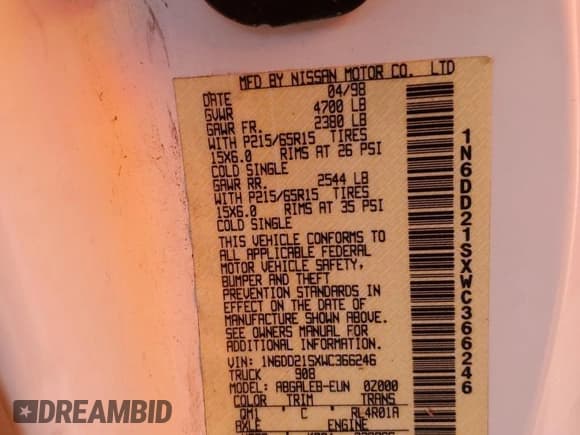 MFD BY NISSAN MOTOR CO. LTD
DATE 04/98
GVWR 4700 LB
GAWR FR. 2380 LB
WITH P215/65R15 TIRES
15X6.0 RIMS AT 26 PSI
COLD SINGLE
GAWR RR. 2544 LB
WITH P215/65R15 TIRES
15X6.0 RIMS AT 35 PSI
COLD SINGLE
THIS VEHICLE CONFORMS TO
ALL APPLICABLE FEDERAL
MOTOR VEHICLE SAFETY,
BUMPER AND THEFT
PREVENTION STANDARDS IN
EFFECT ON THE DATE OF
MANUFACTURE SHOWN ABOVE.
SEE OWNERS MANUAL FOR
ADDITIONAL INFORMATION.
VIN: 1N6DD21SXWC366246
TRUCK 908
MODEL: ABGALEB-EUN 0Z000
COLOR TRIM TRANS
QM1 C RL4R01A
AXLE ENGINE
1N6DD21SXWC366246
DREAMBID